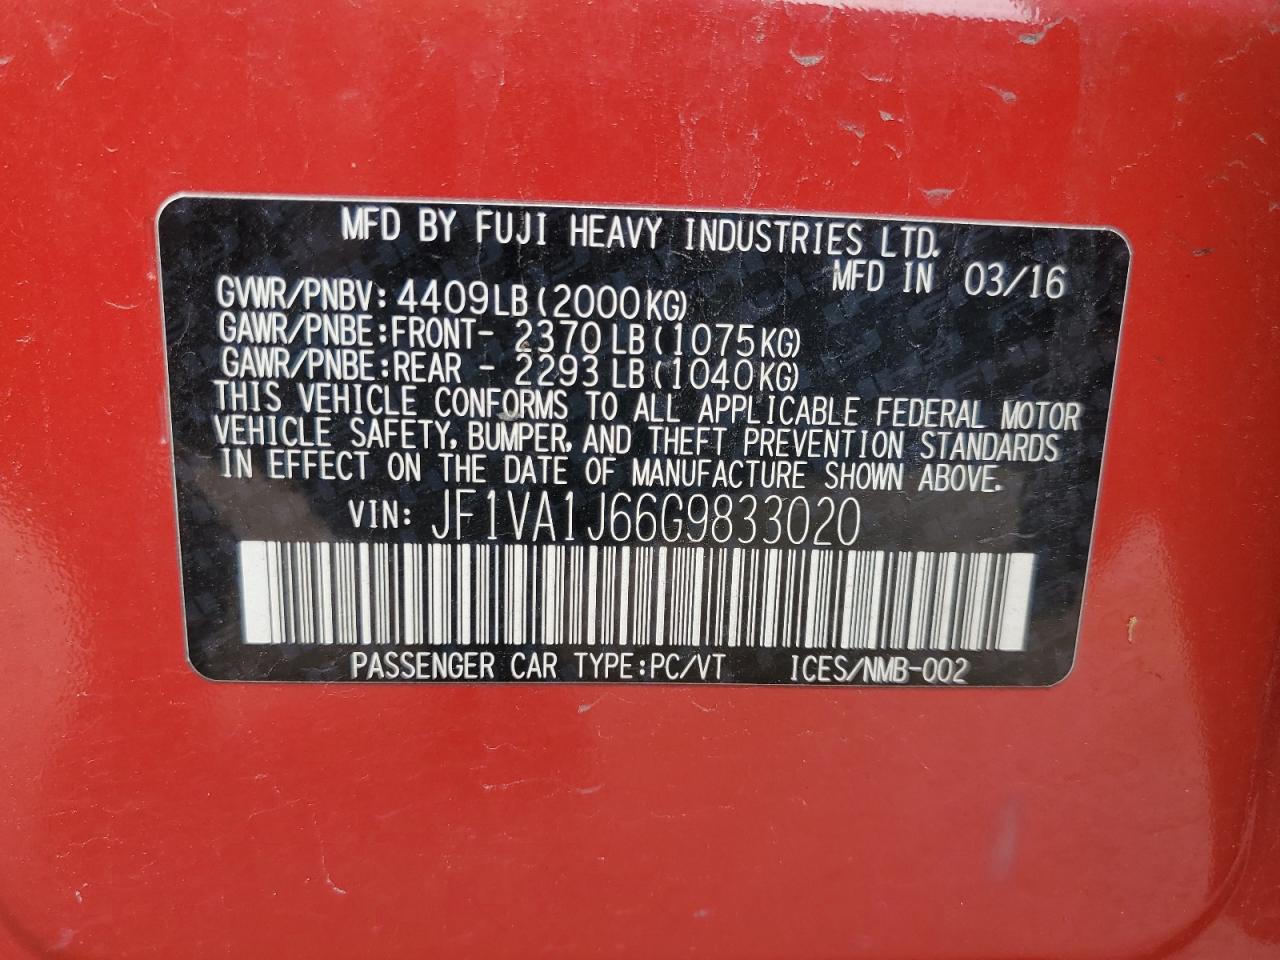 MFD BY FUJI HEAVY INDUSTRIES LTD.
MFD IN 03/16
GVWR/PNBV: 4409LB (2000KG)
GAWR/PNBE:FRONT- 2370 LB (1075KG)
GAWR/PNBE:REAR - 2293 LB (1040KG)
THIS VEHICLE CONFORMS TO ALL APPLICABLE FEDERAL MOTOR
VEHICLE SAFETY, BUMPER, AND THEFT PREVENTION STANDARDS
IN EFFECT ON THE DATE OF MANUFACTURE SHOWN ABOVE.
VIN: JF1VA1J66G9833020
PASSENGER CAR TYPE:PC/VT ICES/NMB-002